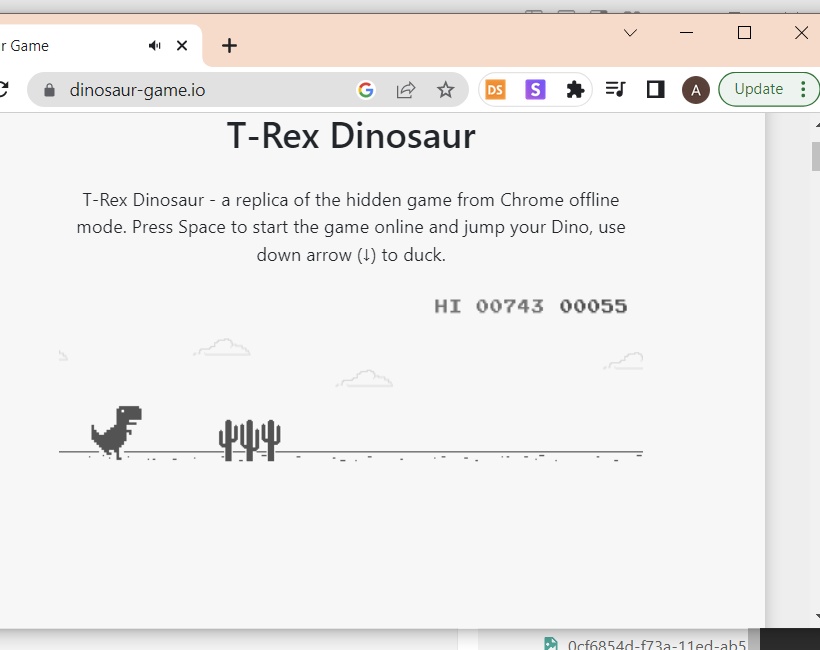 r Game
dinosaur-game.io
DS
S
A
Update
T-Rex Dinosaur
T-Rex Dinosaur - a replica of the hidden game from Chrome offline
mode. Press Space to start the game online and jump your Dino, use
down arrow (↓) to duck.
HI 00743 00055
0cf6854d-f73a-11ed-ab5